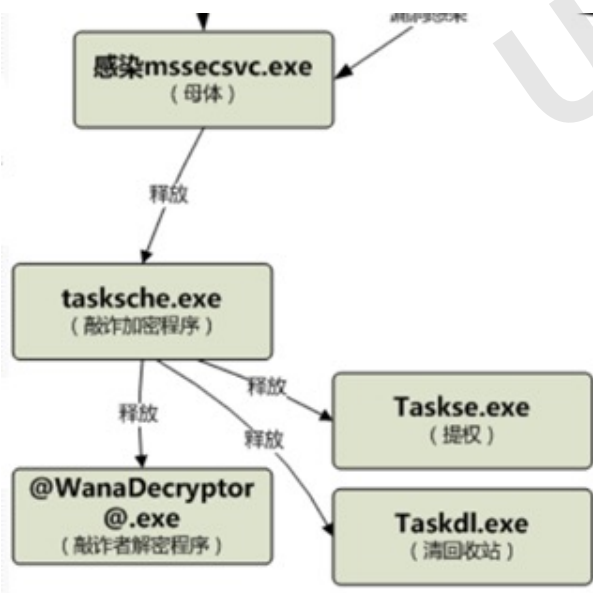 感染mssecsvc.exe
（母体）
释放
tasksche.exe
（敲诈加密程序）
释放
释放
释放
Taskse.exe
（提权）
@WanaDecryptor
@.exe
（敲诈者解密程序）
Taskdl.exe
（清回收站）